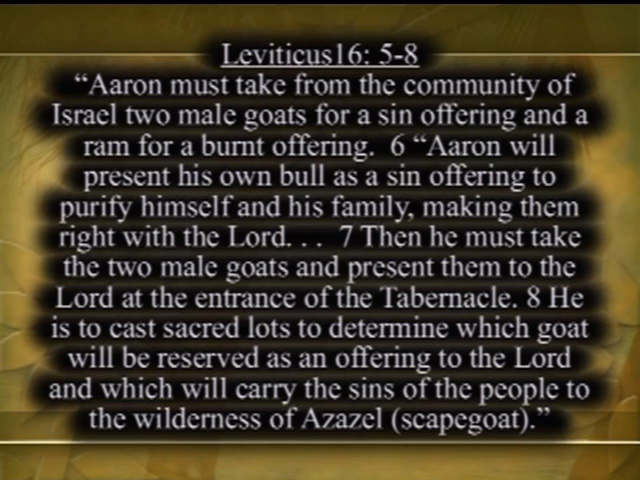 Leviticus16: 5-8
“Aaron must take from the community of
Israel two male goats for a sin offering and a
ram for a burnt offering.  6 “Aaron will
present his own bull as a sin offering to
purify himself and his family, making them
right with the Lord. . .  7 Then he must take
the two male goats and present them to the
Lord at the entrance of the Tabernacle. 8 He
is to cast sacred lots to determine which goat
will be reserved as an offering to the Lord
and which will carry the sins of the people to
the wilderness of Azazel (scapegoat).”